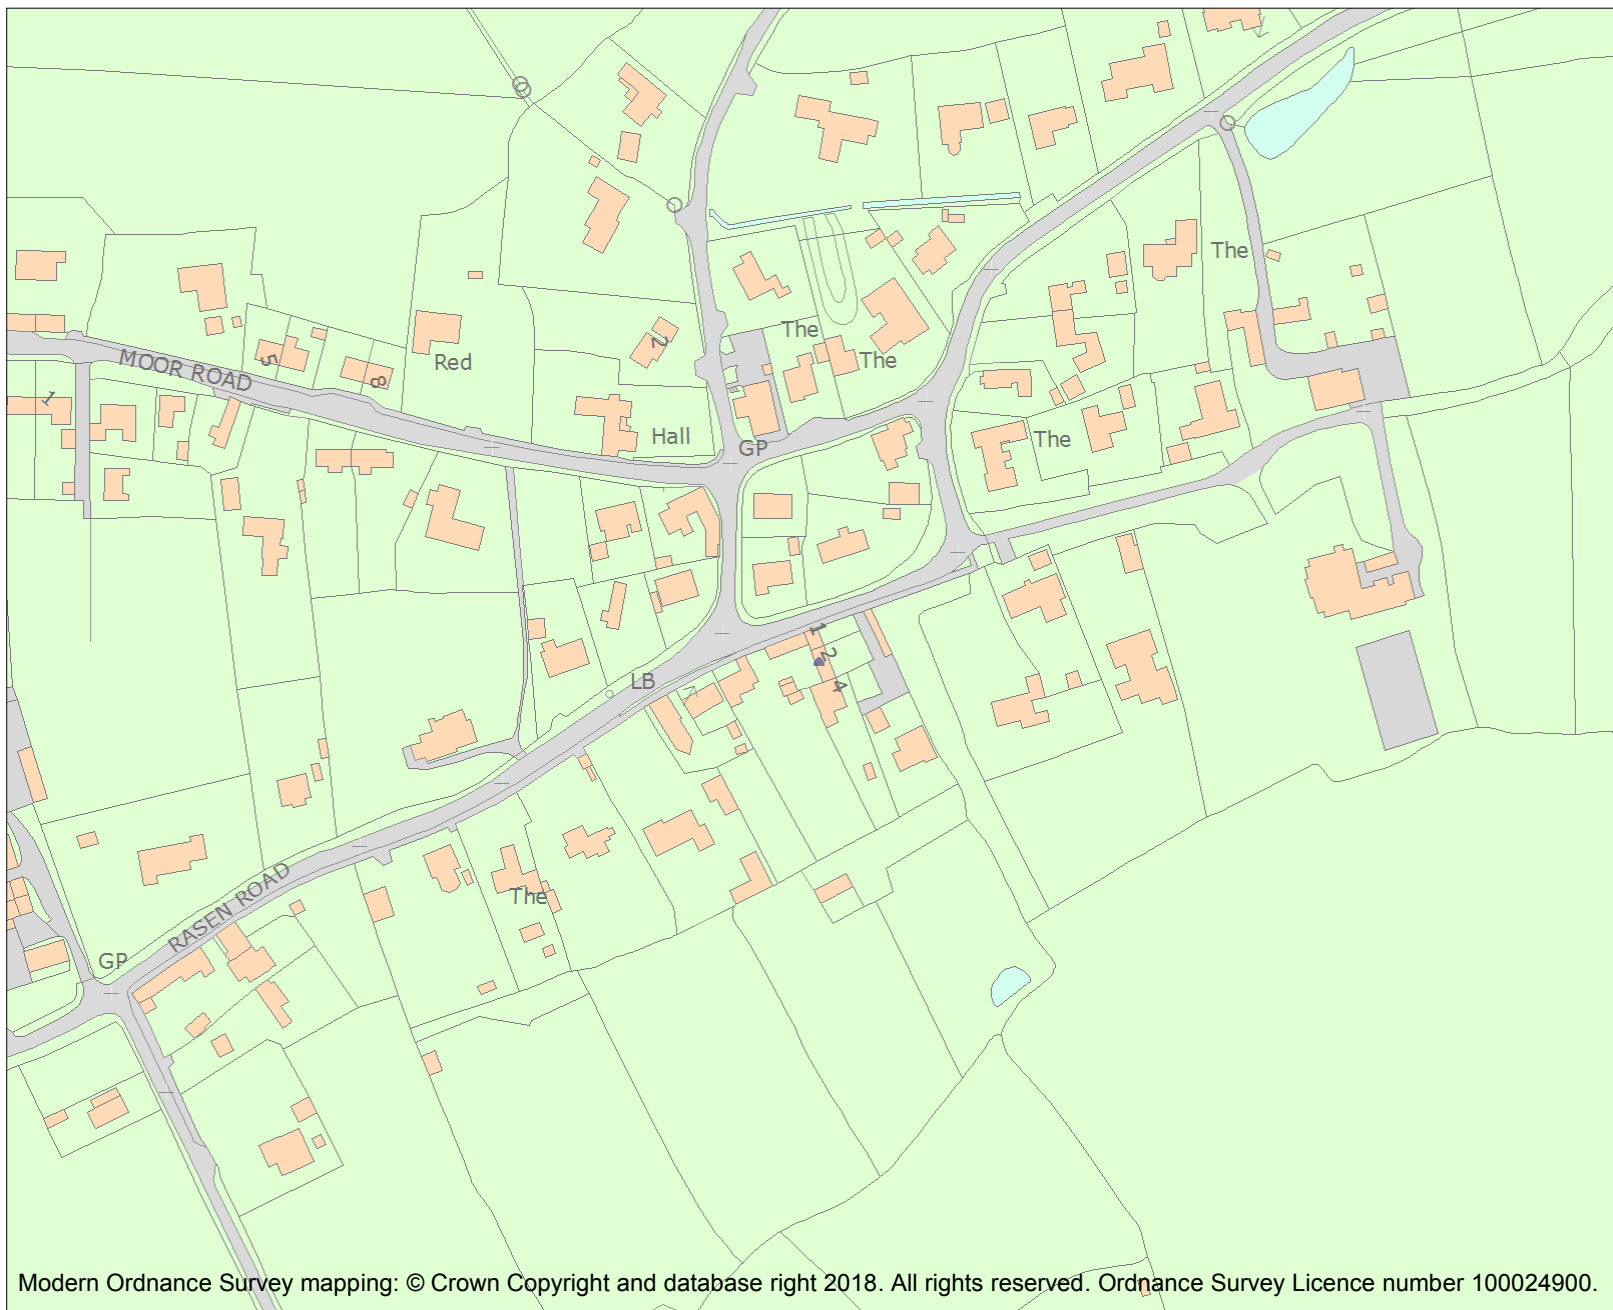 The
The
MOOR ROAD
5
8
Red
2
The
The
1
Hall
GP
The
1
2
4
LB
The
RASEN ROAD
GP
Modern Ordnance Survey mapping: © Crown Copyright and database right 2018. All rights reserved. Ordnance Survey Licence number 100024900.